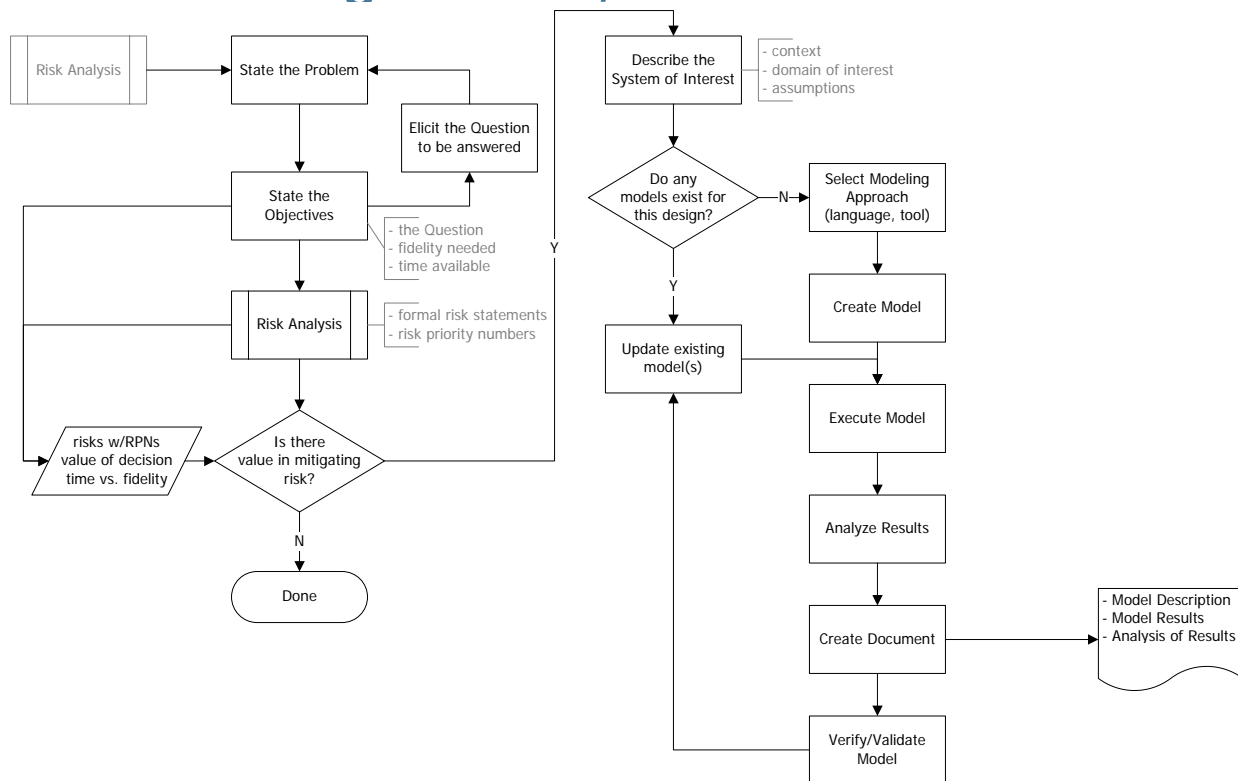 Risk Analysis
State the Problem
Elicit the Question
to be answered
State the
Objectives
- the Question
- fidelity needed
- time available
Risk Analysis
- formal risk statements
- risk priority numbers
risks w/RPNs
value of decision
time vs. fidelity
Is there
value in mitigating
risk?
N
Done
Y
Describe the
System of Interest
- context
- domain of interest
- assumptions
Do any
models exist for
this design?
N
Select Modeling
Approach
(language, tool)
Y
Create Model
Update existing
model(s)
Execute Model
Analyze Results
Create Document
- Model Description
- Model Results
- Analysis of Results
Verify/Validate
Model